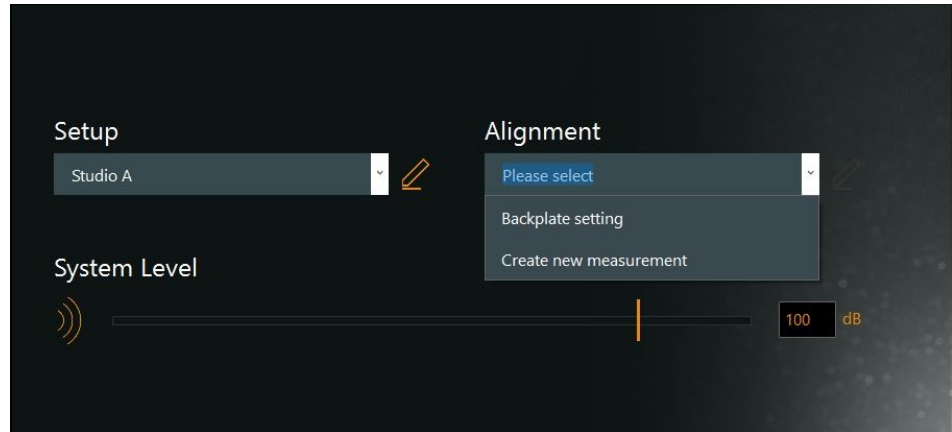 Setup
Studio A
Alignment
Please select
Backplate setting
Create new measurement
System Level
100 dB